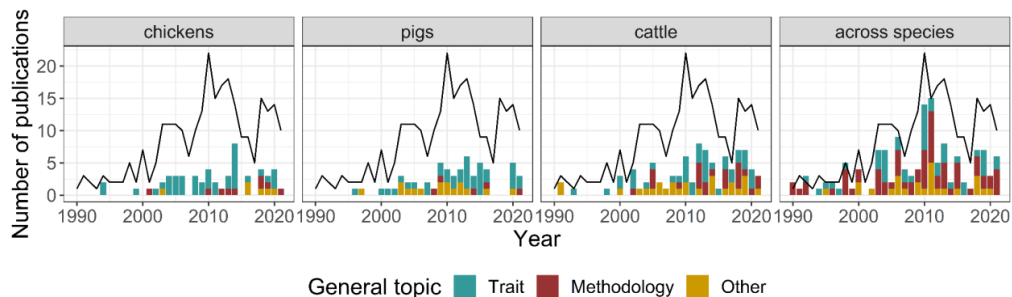 chickens pigs cattle across species
Number of publications
20
15
10
5
0
1990 2000 2010 2020 1990 2000 2010 2020 1990 2000 2010 2020 1990 2000 2010 2020
Year
General topic Trait Methodology Other